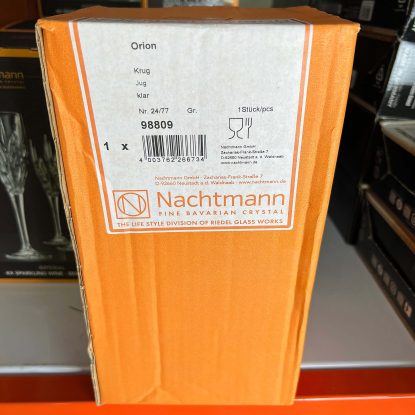 Orion
Krug
Jug
klar
Nr. 24/77 Gr. 1Stück/pcs
98809
1 x
4 003762 266734
Nachtmann GmbH
Zacharias-Frank-Straße 7
D-92660 Neustadt a.d. Waldnaab
www.nachtmann.de
Nachtmann GmbH · Zacharias-Frank-Straße 7
D-92660 Neustadt a. d. Waldnaab · www.nachtmann.de
N
Nachtmann
FINE BAVARIAN CRYSTAL
THE LIFE STYLE DIVISION OF RIEDEL GLASS WORKS
Nachtmann
IMPERIAL